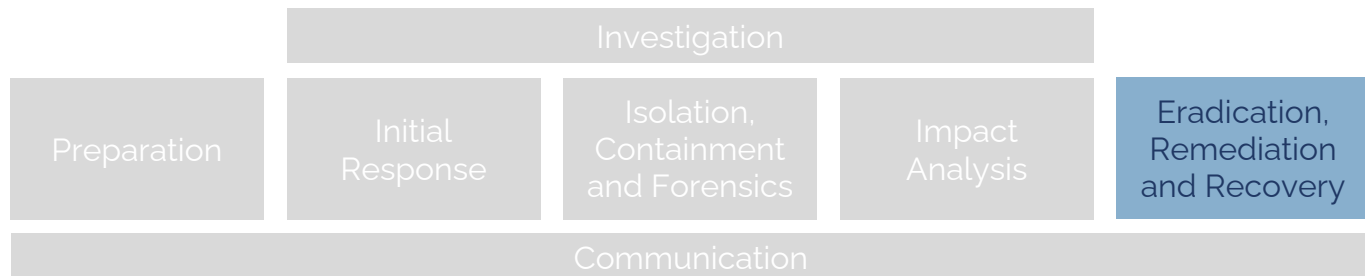 Investigation
Preparation
Initial
Response
Isolation,
Containment
and Forensics
Impact
Analysis
Eradication,
Remediation
and Recovery
Communication